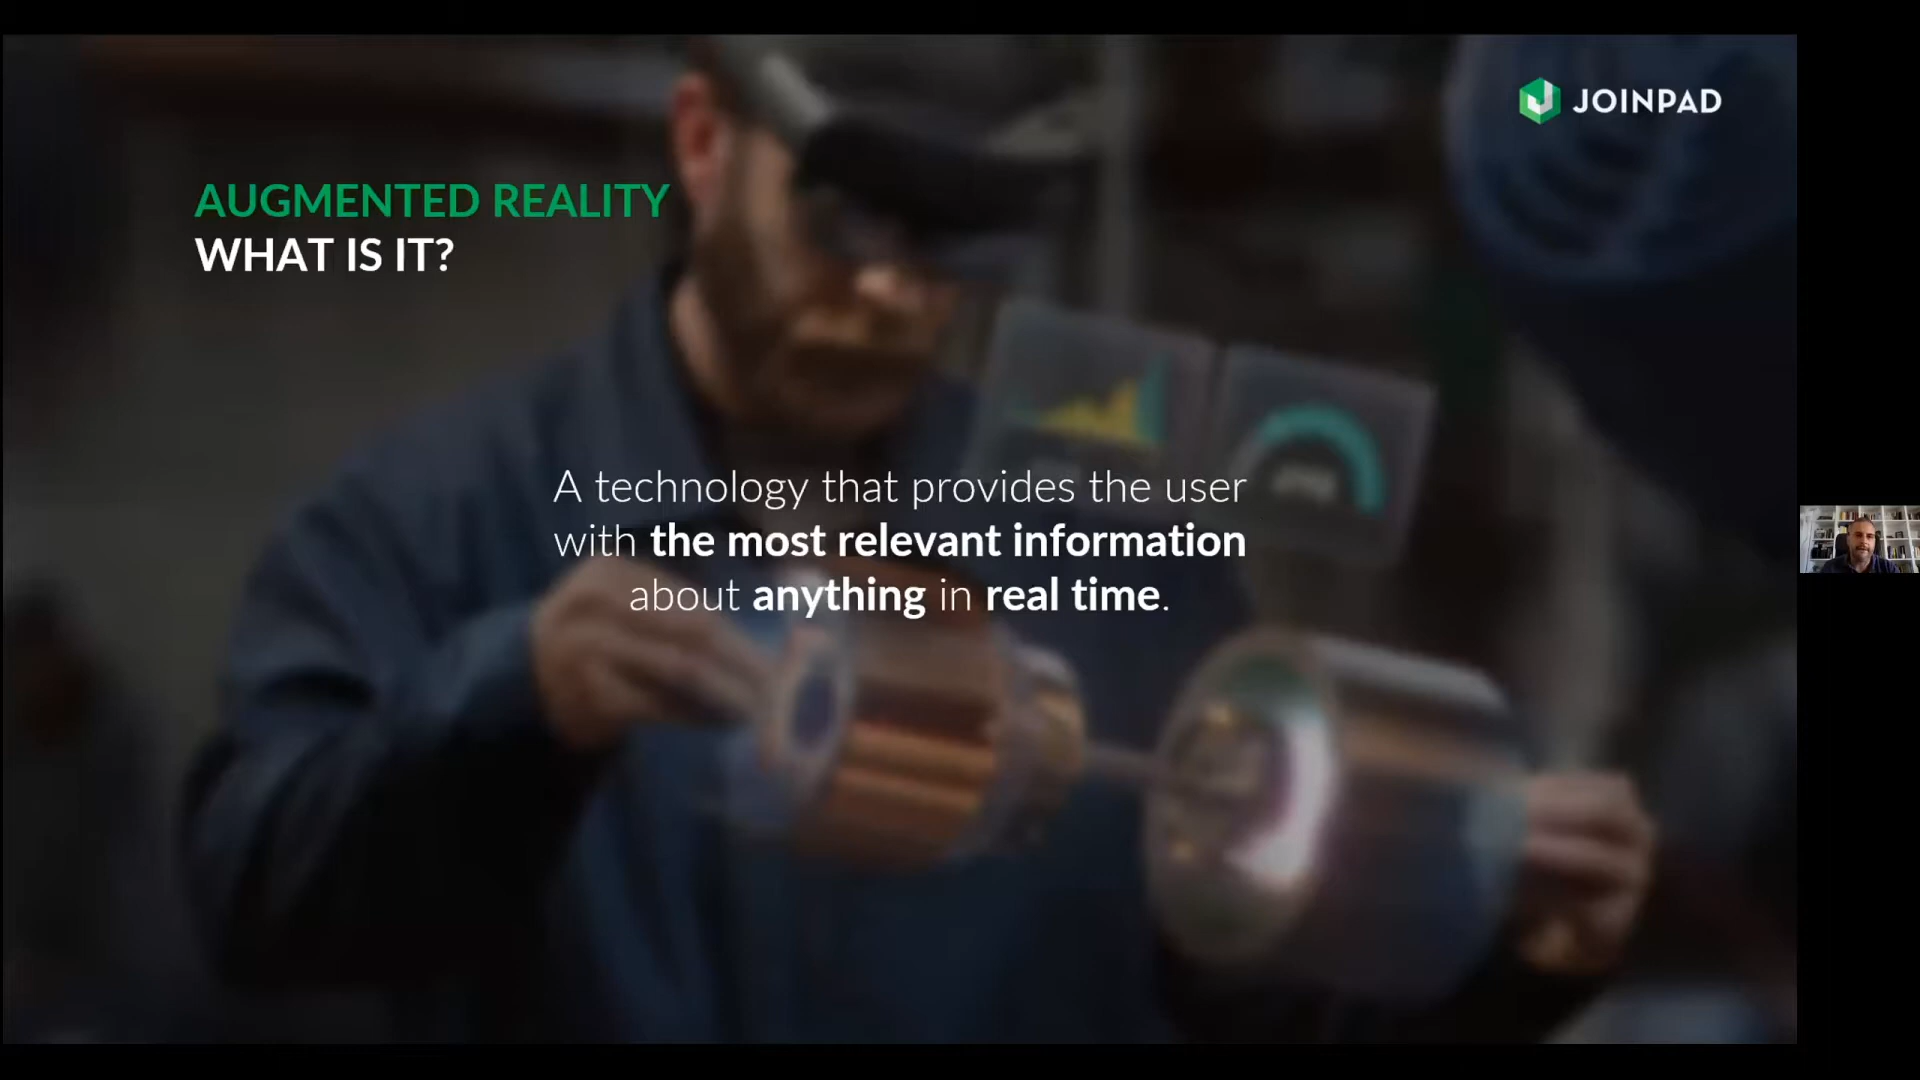 JOINPAD
AUGMENTED REALITY
WHAT IS IT?
A technology that provides the user
with the most relevant information
about anything in real time.